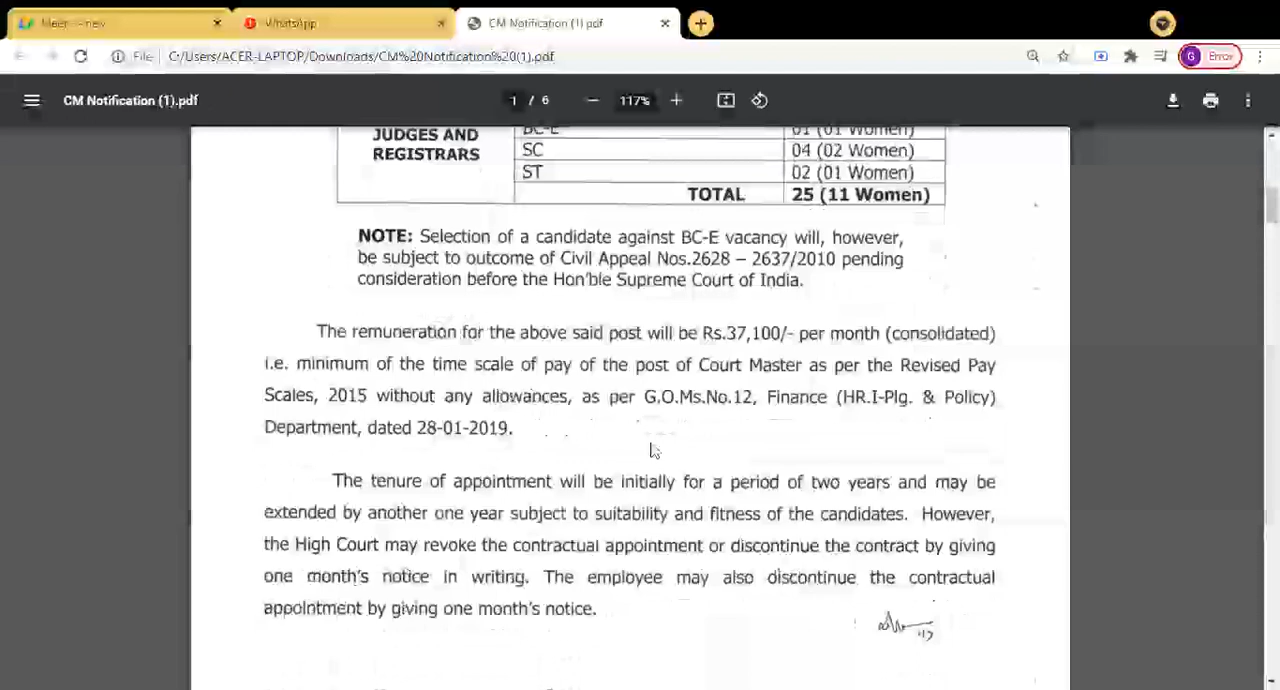 WhatsApp
CM Notification (1).pdf
File
C:/Users/ACER-LAPTOP/Downloads/CM%20Notification%20(1).pdf
G Error
CM Notification (1).pdf
1 / 6
117%
BC-E 01 (01 Women)
JUDGES AND REGISTRARS
SC 04 (02 Women)
ST 02 (01 Women)
TOTAL 25 (11 Women)
NOTE: Selection of a candidate against BC-E vacancy will, however,
be subject to outcome of Civil Appeal Nos.2628 – 2637/2010 pending
consideration before the Hon'ble Supreme Court of India.
The remuneration for the above said post will be Rs.37,100/- per month (consolidated)
i.e. minimum of the time scale of pay of the post of Court Master as per the Revised Pay
Scales, 2015 without any allowances, as per G.O.Ms.No.12, Finance (HR.I-Plg. & Policy)
Department, dated 28-01-2019.
The tenure of appointment will be initially for a period of two years and may be
extended by another one year subject to suitability and fitness of the candidates. However,
the High Court may revoke the contractual appointment or discontinue the contract by giving
one month's notice in writing. The employee may also discontinue the contractual
appointment by giving one month's notice.